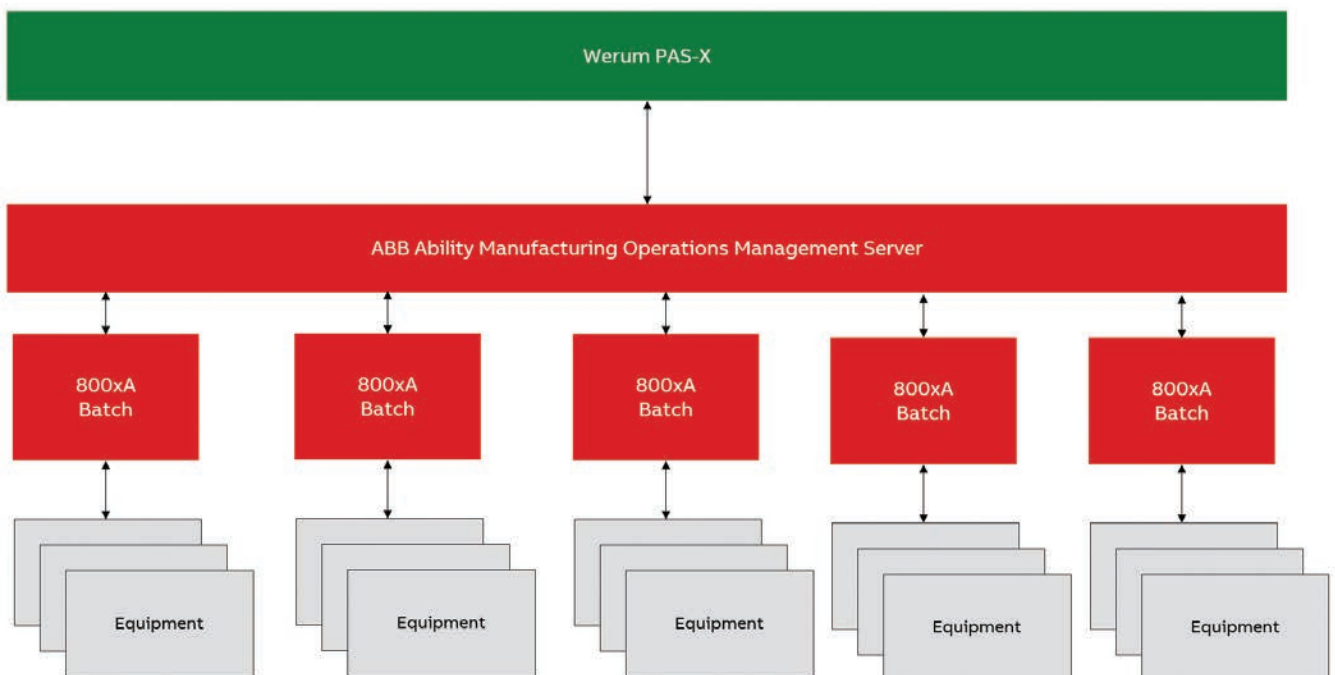 Werum PAS-X
ABB Ability Manufacturing Operations Management Server
800xA
Batch
800xA
Batch
800xA
Batch
800xA
Batch
800xA
Batch
Equipment
Equipment
Equipment
Equipment
Equipment